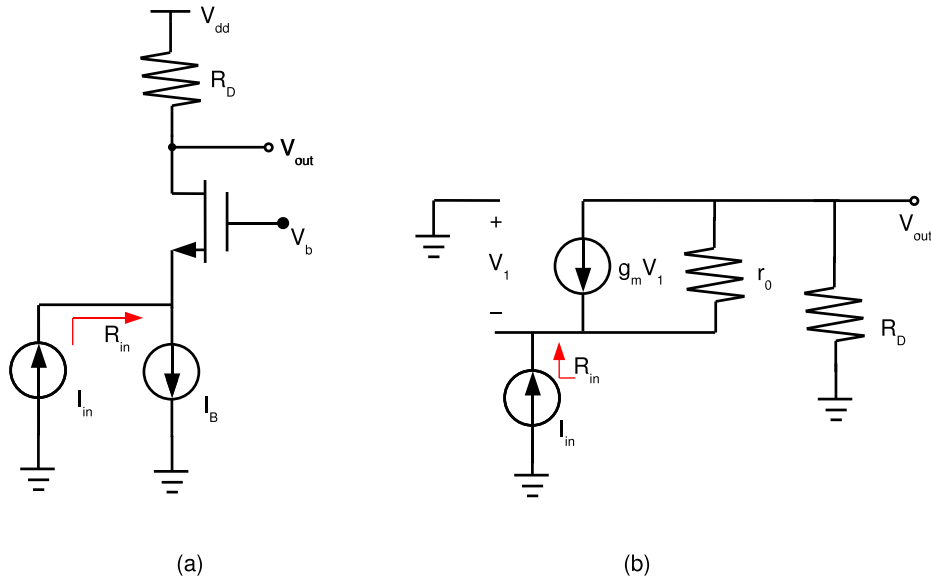 Vdd
RD
Vout
Vb
Rin
Iin
IB
(a)
+
V1
−
gmV1
r0
Vout
RD
Rin
Iin
(b)